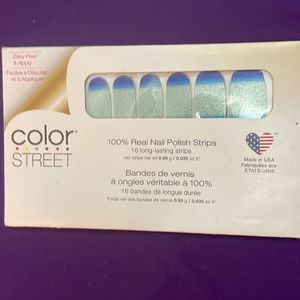 Easy Peel
& Apply
Faciles à Décoller
et à Appliquer
color
STREET
100% Real Nail Polish Strips
16 long-lasting strips
nail strips net wt 0.99 g / 0.035 oz
Bandes de vernis
à ongles véritable à 100%
16 bandes de longue durée
Poids net des bandes de vernis 0.99 g / 0.035 oz
Made in USA
Fabriquées aux
ÉTATS-UNIS